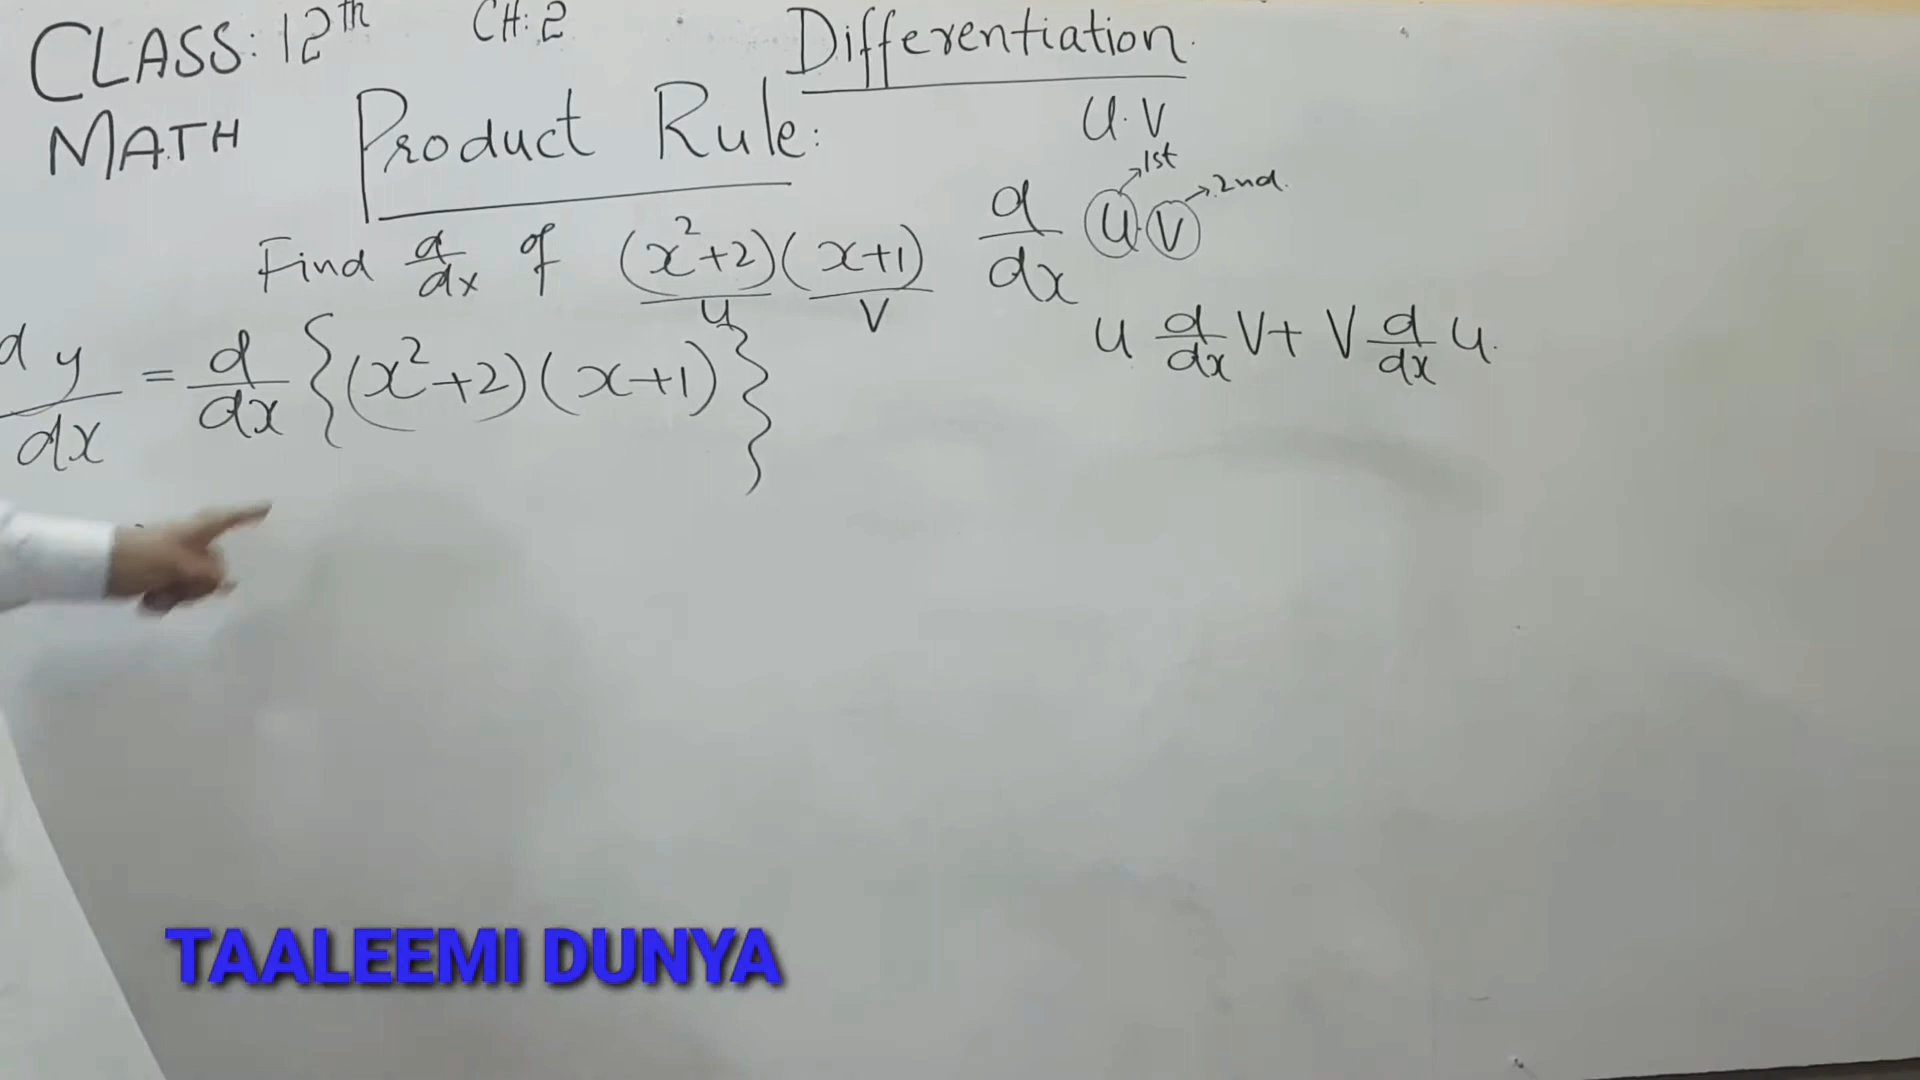 CLASS: 12th CH: 2 Differentiation.
MATH Product Rule: U.V
1st
2nd.
Find d/dx of (x²+2)(x+1) d/dx U.V
U V
dy/dx = d/dx {(x²+2)(x+1)} U d/dx V + V d/dx U.
TAALEEMI DUNYA